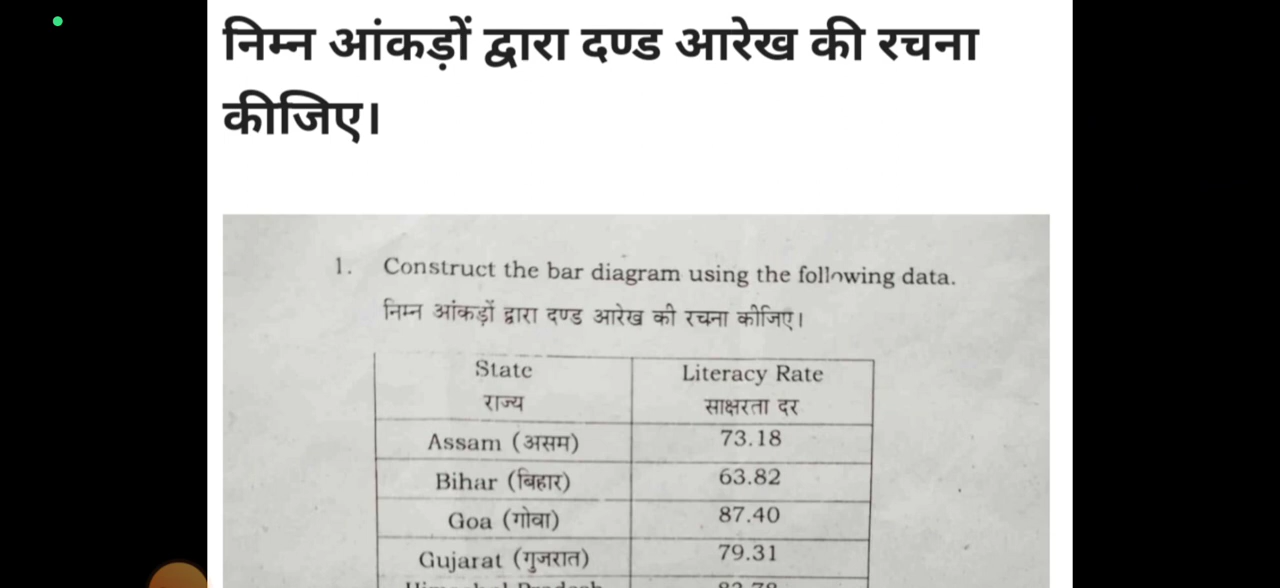 निम्न आंकड़ों द्वारा दण्ड आरेख की रचना
कीजिए।
1. Construct the bar diagram using the following data.
निम्न आंकड़ों द्वारा दण्ड आरेख की रचना कीजिए।
State Literacy Rate
राज्य साक्षरता दर
Assam (असम) 73.18
Bihar (बिहार) 63.82
Goa (गोवा) 87.40
Gujarat (गुजरात) 79.31